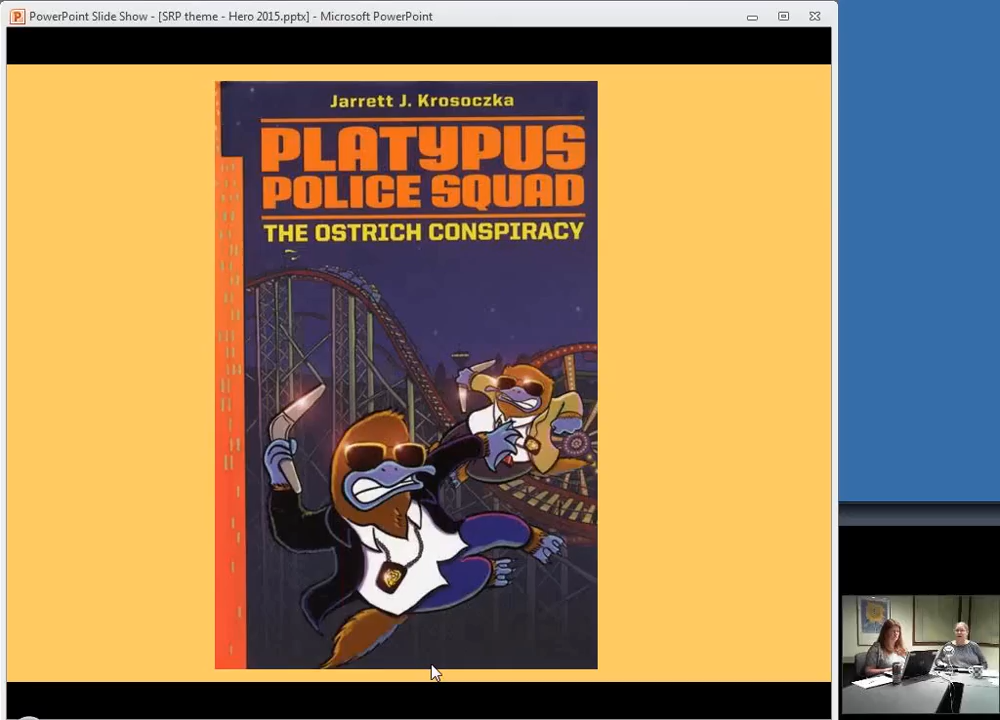 PowerPoint Slide Show - [SRP theme - Hero 2015.pptx] - Microsoft PowerPoint
Jarrett J. Krosoczka
PLATYPUS
POLICE SQUAD
THE OSTRICH CONSPIRACY